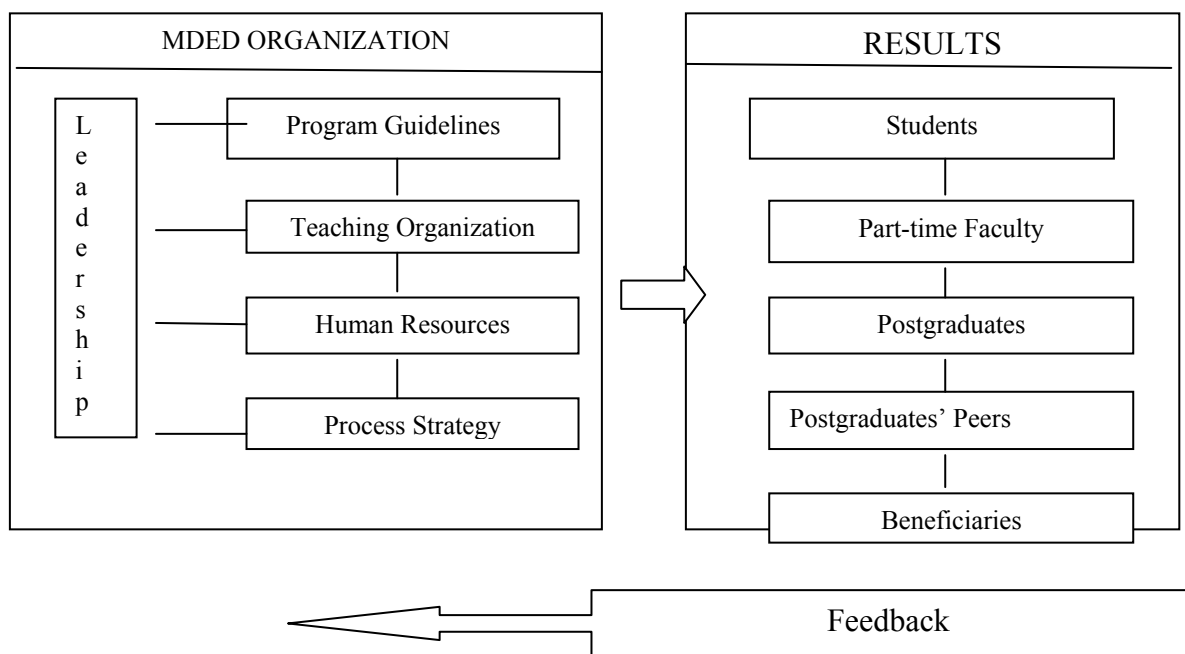 MDED ORGANIZATION
Leadership
Program Guidelines
Teaching Organization
Human Resources
Process Strategy
RESULTS
Students
Part-time Faculty
Postgraduates
Postgraduates’ Peers
Beneficiaries
Feedback